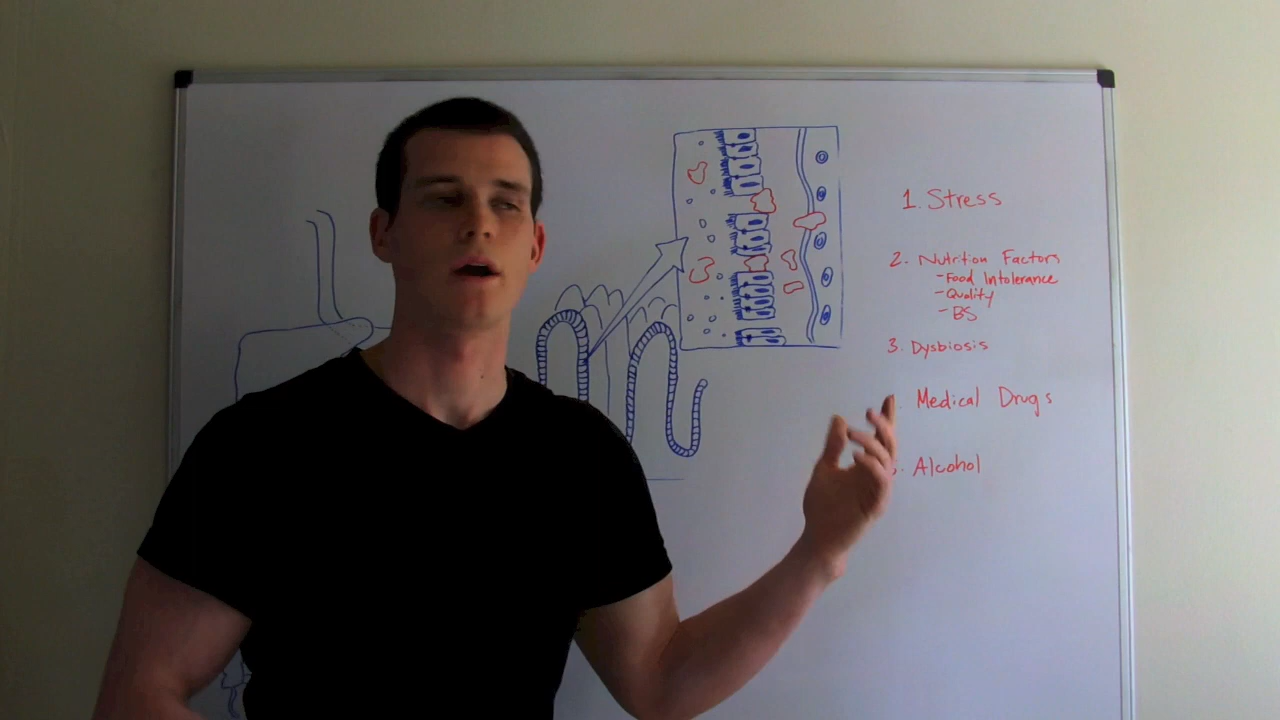 1. Stress
2. Nutrition Factors
- Food Intolerance
- Quality
- BS
3. Dysbiosis
Medical Drugs
Alcohol